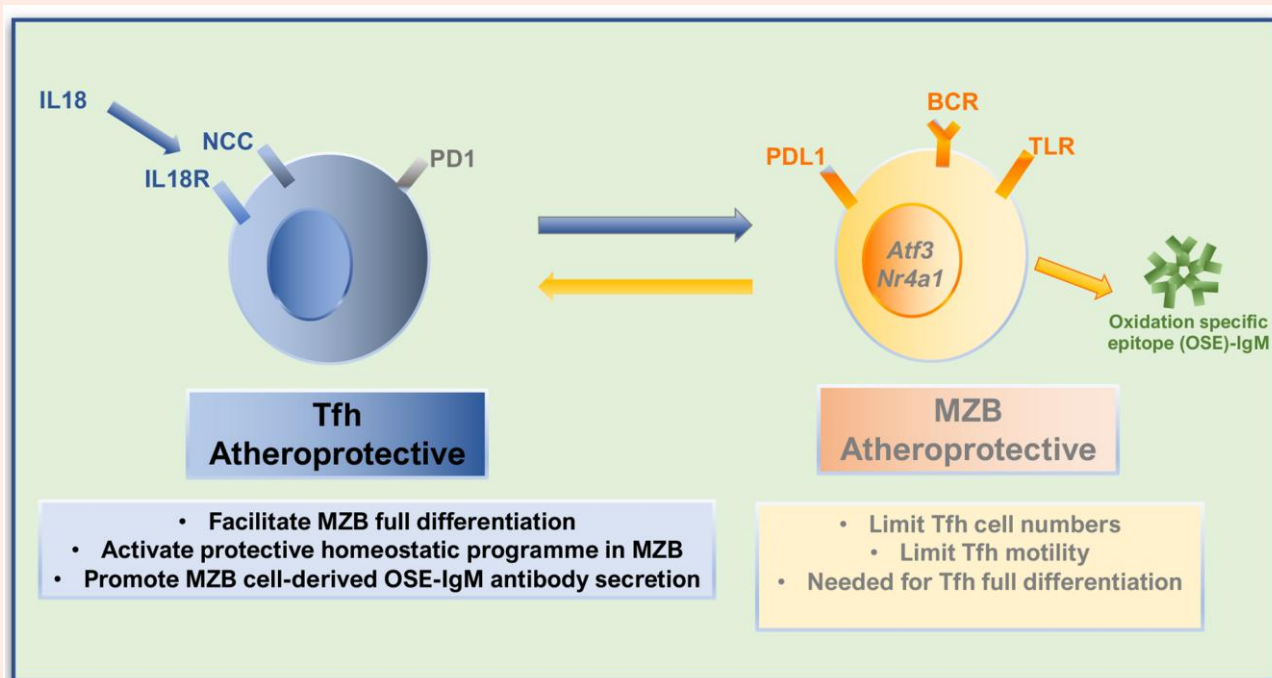 IL18
NCC
IL18R
PD1
PDL1
BCR
TLR
Atf3
Nr4a1
Oxidation specific
epitope (OSE)-IgM
Tfh
Atheroprotective
• Facilitate MZB full differentiation
• Activate protective homeostatic programme in MZB
• Promote MZB cell-derived OSE-IgM antibody secretion
MZB
Atheroprotective
• Limit Tfh cell numbers
• Limit Tfh motility
• Needed for Tfh full differentiation